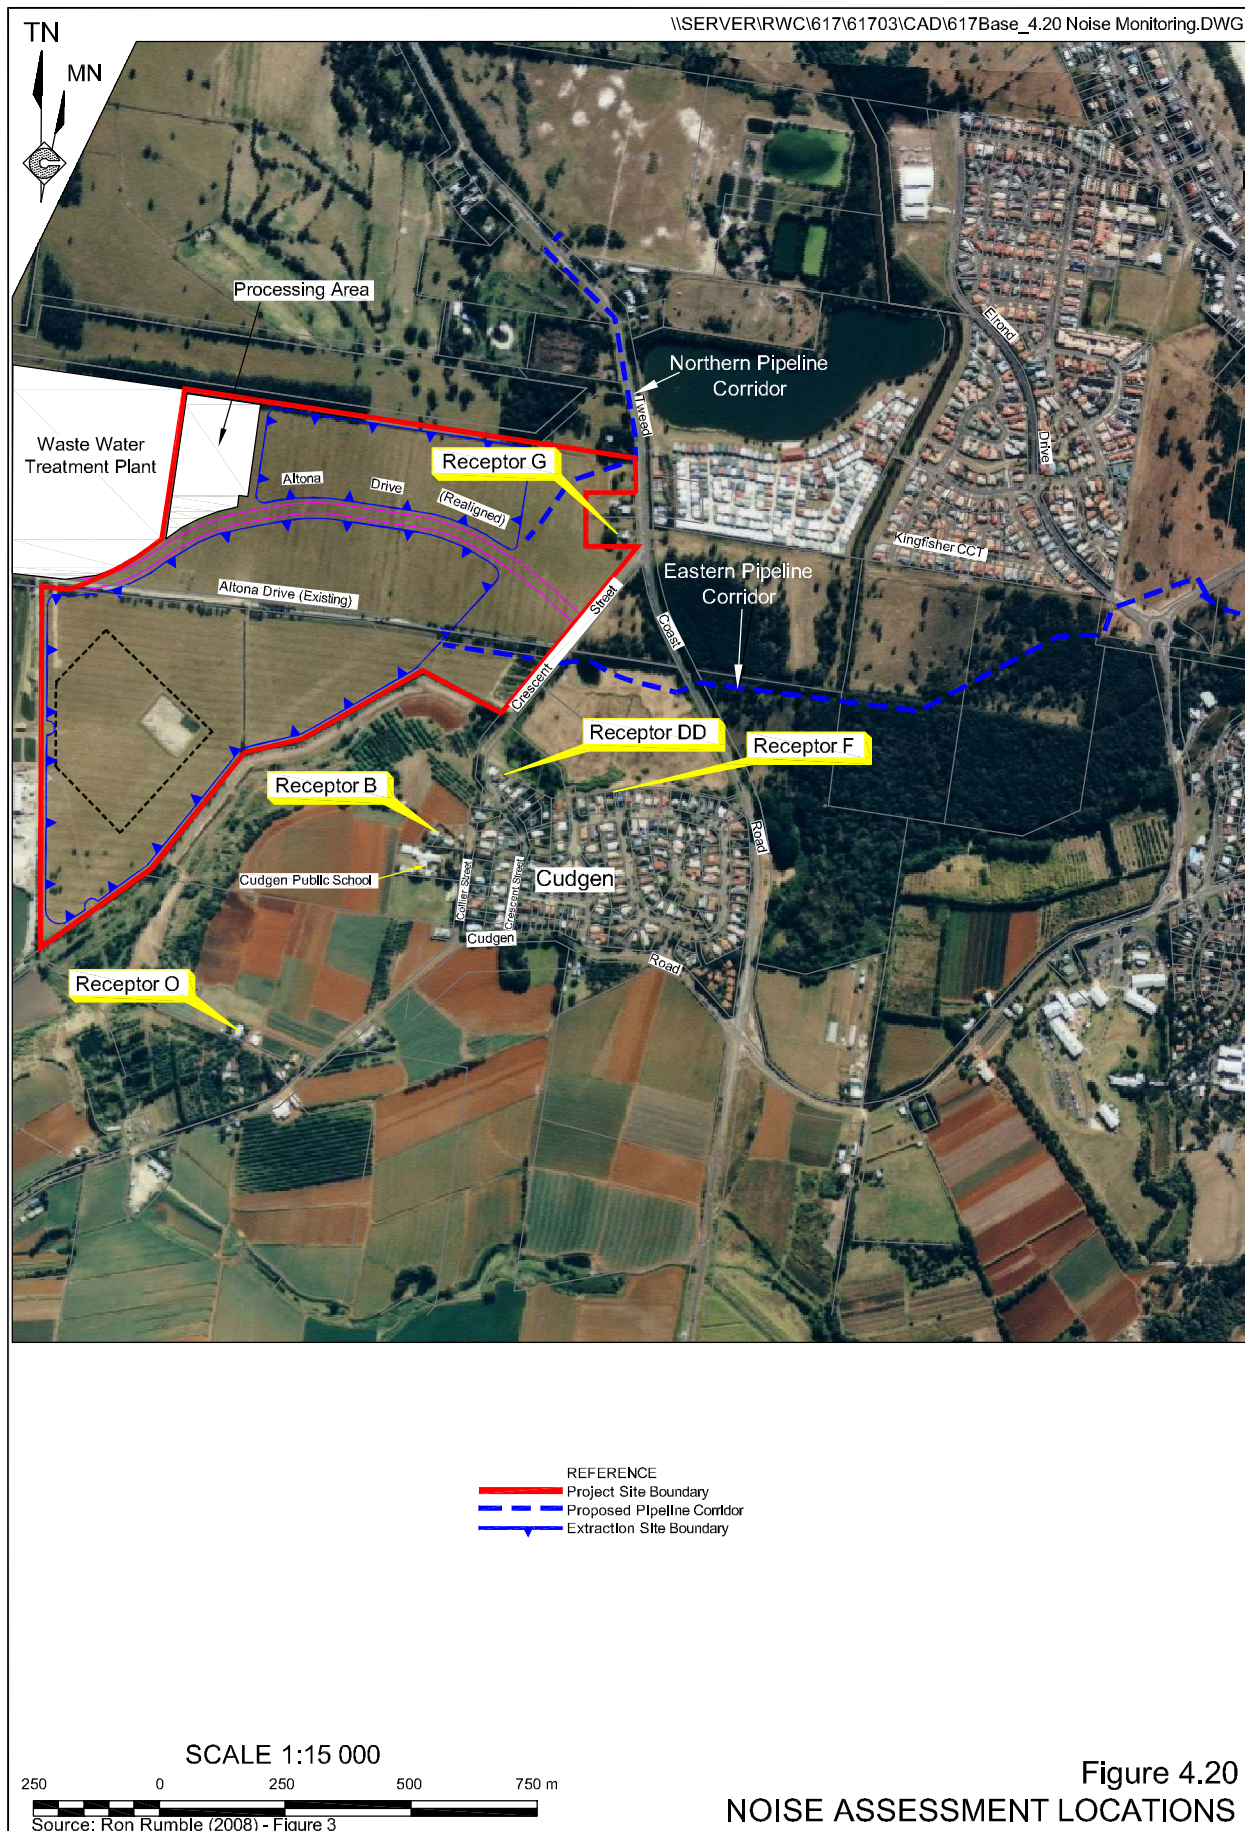 \\SERVER\RWC\617\61703\CAD\617Base_4.20 Noise Monitoring.DWG
TN
MN
Processing Area
Elrond
Drive
Northern Pipeline
Corridor
Tweed
Waste Water
Treatment Plant
Receptor G
Altona
Drive
(Realigned)
Kingfisher CCT
Eastern Pipeline
Corridor
Altona Drive (Existing)
Street
Crescent
Coast
Road
Receptor DD
Receptor F
Receptor B
Cudgen Public School
Collier Street
Crescent Street
Cudgen
Cudgen
Road
Receptor O
REFERENCE
Project Site Boundary
Proposed Pipeline Corridor
Extraction Site Boundary
SCALE 1:15 000
250 0 250 500 750 m
Source: Ron Rumble (2008) - Figure 3
Figure 4.20
NOISE ASSESSMENT LOCATIONS